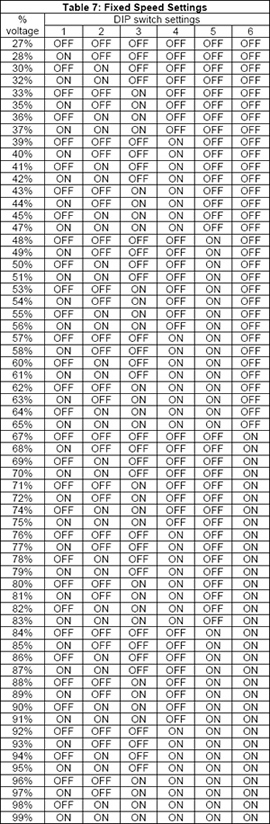 Table 7: Fixed Speed Settings
% voltage DIP switch settings
1 2 3 4 5 6
27% OFF OFF OFF OFF OFF OFF
28% ON OFF OFF OFF OFF OFF
30% OFF ON OFF OFF OFF OFF
32% ON ON OFF OFF OFF OFF
33% OFF OFF ON OFF OFF OFF
35% ON OFF ON OFF OFF OFF
36% OFF ON ON OFF OFF OFF
37% ON ON ON OFF OFF OFF
39% OFF OFF OFF ON OFF OFF
40% ON OFF OFF ON OFF OFF
41% OFF ON OFF ON OFF OFF
42% ON ON OFF ON OFF OFF
43% OFF OFF ON ON OFF OFF
44% ON OFF ON ON OFF OFF
45% OFF ON ON ON OFF OFF
47% ON ON ON ON OFF OFF
48% OFF OFF OFF OFF ON OFF
49% ON OFF OFF OFF ON OFF
50% OFF ON OFF OFF ON OFF
51% ON ON OFF OFF ON OFF
53% OFF OFF ON OFF ON OFF
54% ON OFF ON OFF ON OFF
55% OFF ON ON OFF ON OFF
56% ON ON ON OFF ON OFF
57% OFF OFF OFF ON ON OFF
58% ON OFF OFF ON ON OFF
60% OFF ON OFF ON ON OFF
61% ON ON OFF ON ON OFF
62% OFF OFF ON ON ON OFF
63% ON OFF ON ON ON OFF
64% OFF ON ON ON ON OFF
65% ON ON ON ON ON OFF
67% OFF OFF OFF OFF OFF ON
68% ON OFF OFF OFF OFF ON
69% OFF ON OFF OFF OFF ON
70% ON ON OFF OFF OFF ON
71% OFF OFF ON OFF OFF ON
72% ON OFF ON OFF OFF ON
74% OFF ON ON OFF OFF ON
75% ON ON ON OFF OFF ON
76% OFF OFF OFF ON OFF ON
77% ON OFF OFF ON OFF ON
78% OFF ON OFF ON OFF ON
79% ON ON OFF ON OFF ON
80% OFF OFF ON ON OFF ON
81% ON OFF ON ON OFF ON
82% OFF ON ON ON OFF ON
83% ON ON ON ON OFF ON
84% OFF OFF OFF OFF ON ON
85% ON OFF OFF OFF ON ON
86% OFF ON OFF OFF ON ON
87% ON ON OFF OFF ON ON
88% OFF OFF ON OFF ON ON
89% ON OFF ON OFF ON ON
90% OFF ON ON OFF ON ON
91% ON ON ON OFF ON ON
92% OFF OFF OFF ON ON ON
93% ON OFF OFF ON ON ON
94% OFF ON OFF ON ON ON
95% ON ON OFF ON ON ON
96% OFF OFF ON ON ON ON
97% ON OFF ON ON ON ON
98% OFF ON ON ON ON ON
99% ON ON ON ON ON ON